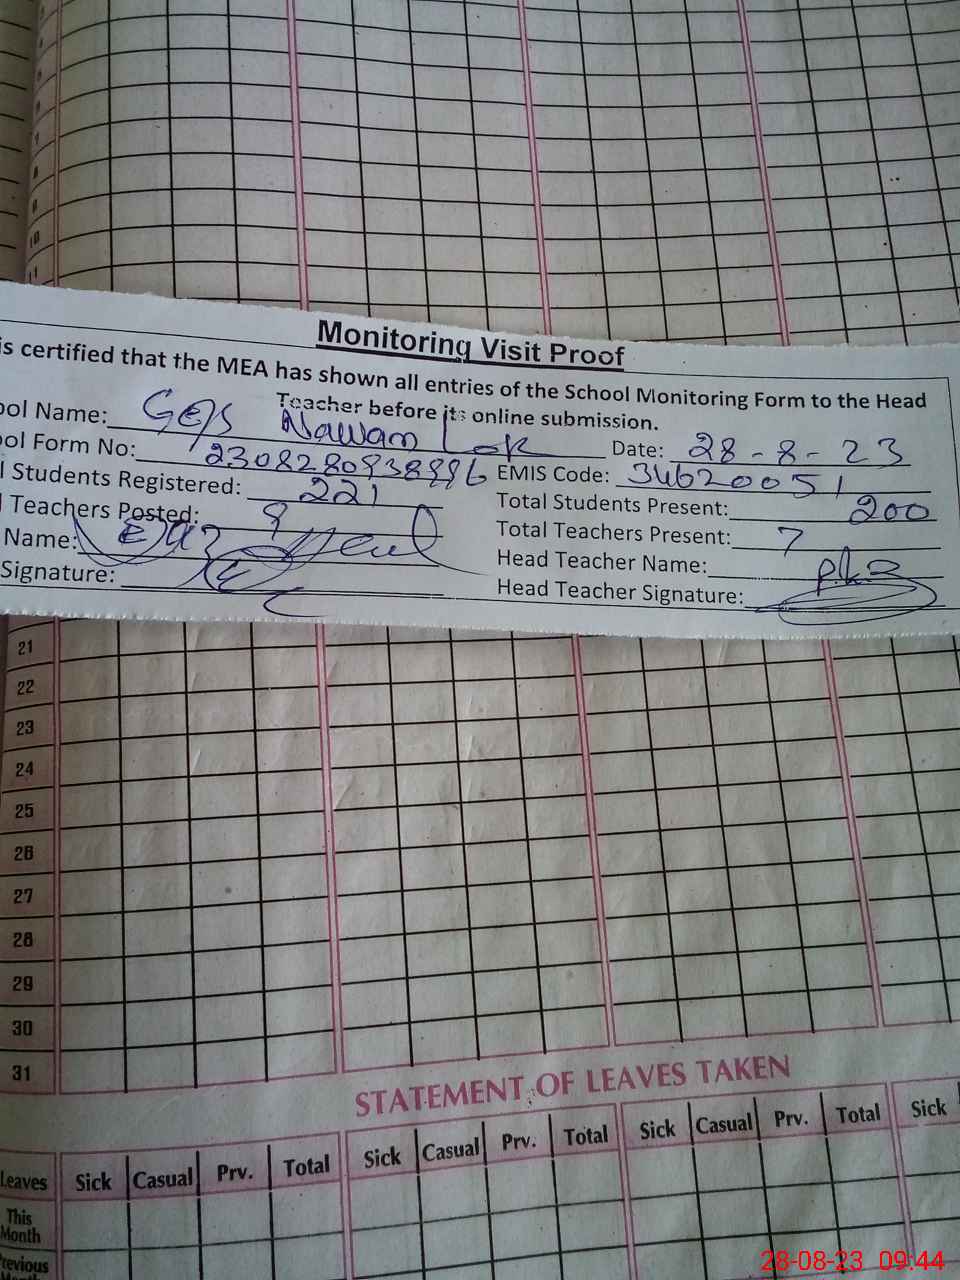 10
11
Monitoring Visit Proof
is certified that the MEA has shown all entries of the School Monitoring Form to the Head
Teacher before its online submission.
ool Name: GES Nawan Lok Date: 28-8-23
ool Form No: EMIS Code: 34620051
l Students Registered: 221 Total Students Present: 200
l Teachers Posted: 9 Total Teachers Present: 7
Name: Ejaz Head Teacher Name:
Signature: Head Teacher Signature:
21
22
23
24
25
26
27
28
29
30
31
STATEMENT OF LEAVES TAKEN
Leaves Sick Casual Prv. Total Sick Casual Prv. Total Sick Casual Prv. Total Sick
This
Month
Previous
28-08-23 09:44